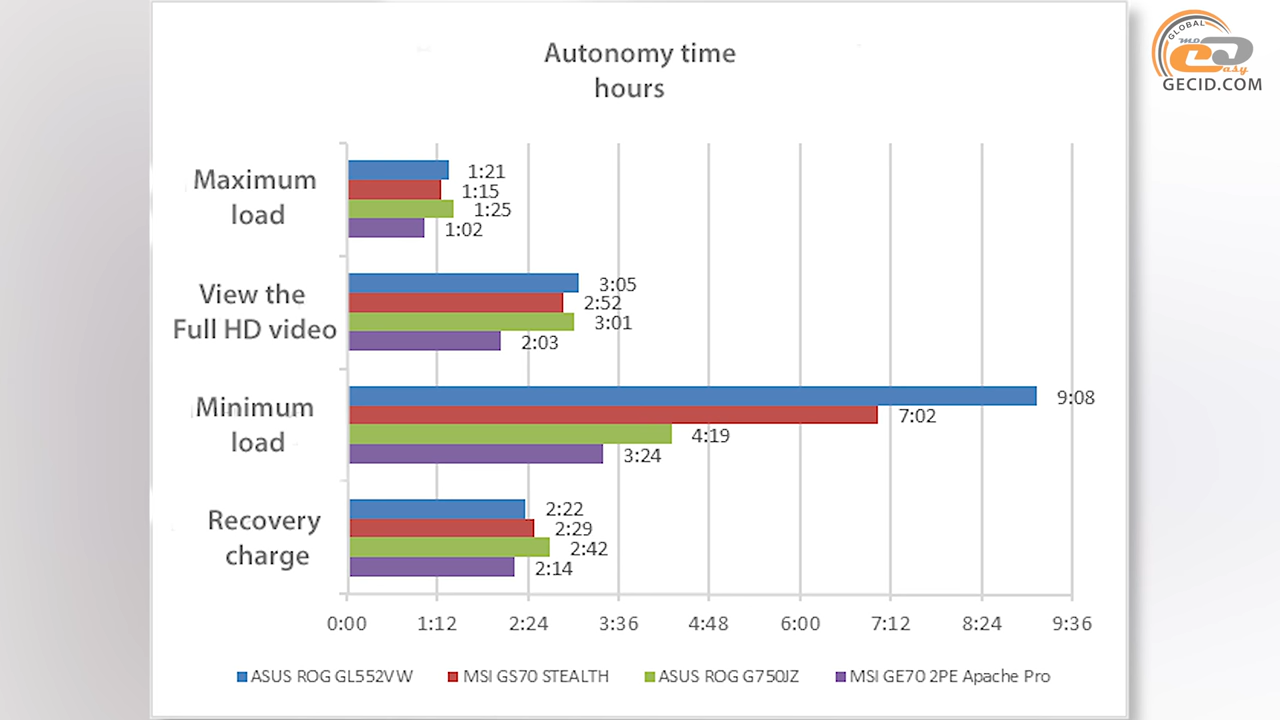 Autonomy time
hours
GLOBAL
GECID.COM
Maximum
load
1:21
1:15
1:25
1:02
View the
Full HD video
3:05
2:52
3:01
2:03
Minimum
load
9:08
7:02
4:19
3:24
Recovery
charge
2:22
2:29
2:42
2:14
0:00 1:12 2:24 3:36 4:48 6:00 7:12 8:24 9:36
ASUS ROG GL552VW MSI GS70 STEALTH ASUS ROG G750JZ MSI GE70 2PE Apache Pro